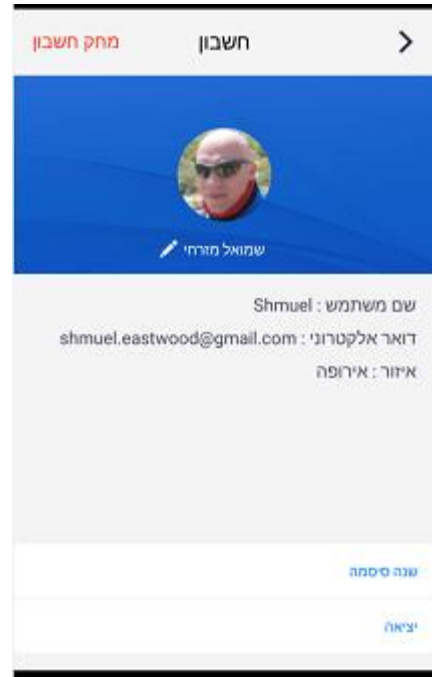 חשבון מחק חשבון
שמואל מזרחי
שם משתמש : Shmuel
דואר אלקטרוני : shmuel.eastwood@gmail.com
איזור : אירופה
שנה סיסמה
יציאה